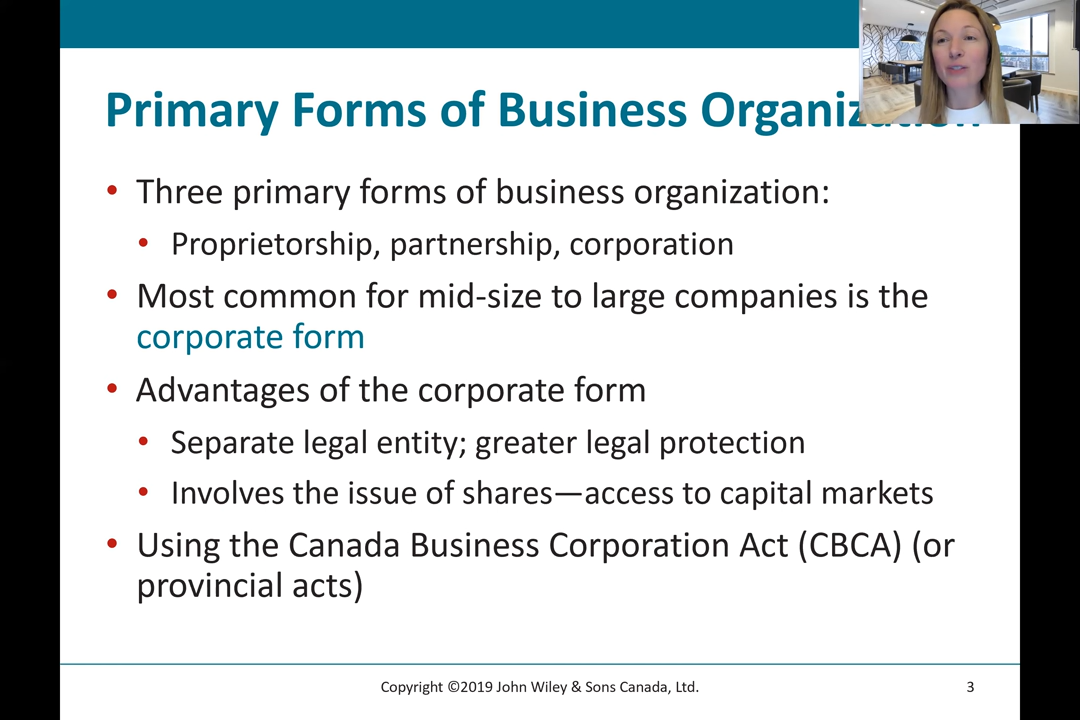 Primary Forms of Business Organization
• Three primary forms of business organization:
• Proprietorship, partnership, corporation
• Most common for mid-size to large companies is the
corporate form
• Advantages of the corporate form
• Separate legal entity; greater legal protection
• Involves the issue of shares—access to capital markets
• Using the Canada Business Corporation Act (CBCA) (or
provincial acts)
Copyright ©2019 John Wiley & Sons Canada, Ltd.
3